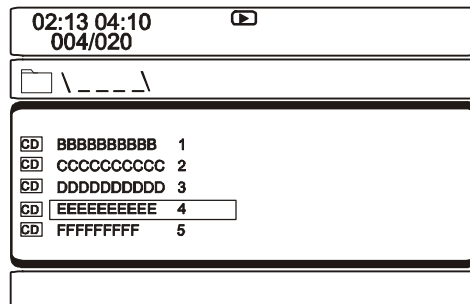 02:13 04:10
004/020
\ _ _ _ _ \
CD BBBBBBBBBB 1
CD CCCCCCCCCC 2
CD DDDDDDDDDD 3
CD EEEEEEEEEE 4
CD FFFFFFFFF 5